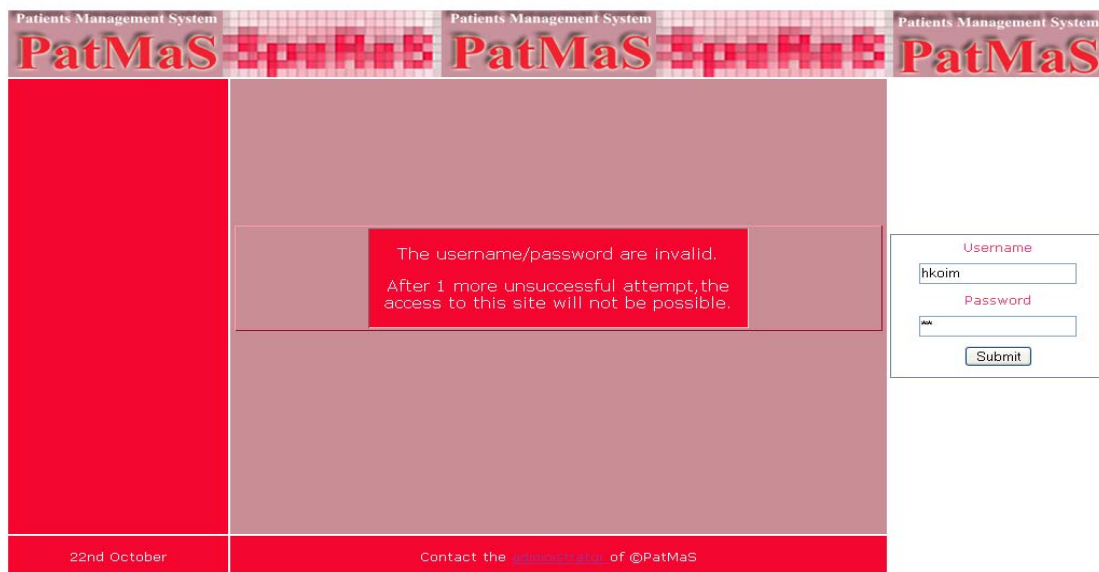 Patients Management System
PatMaS
Patients Management System
PatMaS
Patients Management System
PatMaS
The username/password are invalid.
After 1 more unsuccessful attempt,the
access to this site will not be possible.
Username
hkoim
Password
Submit
22nd October
Contact the administrator of ©PatMaS